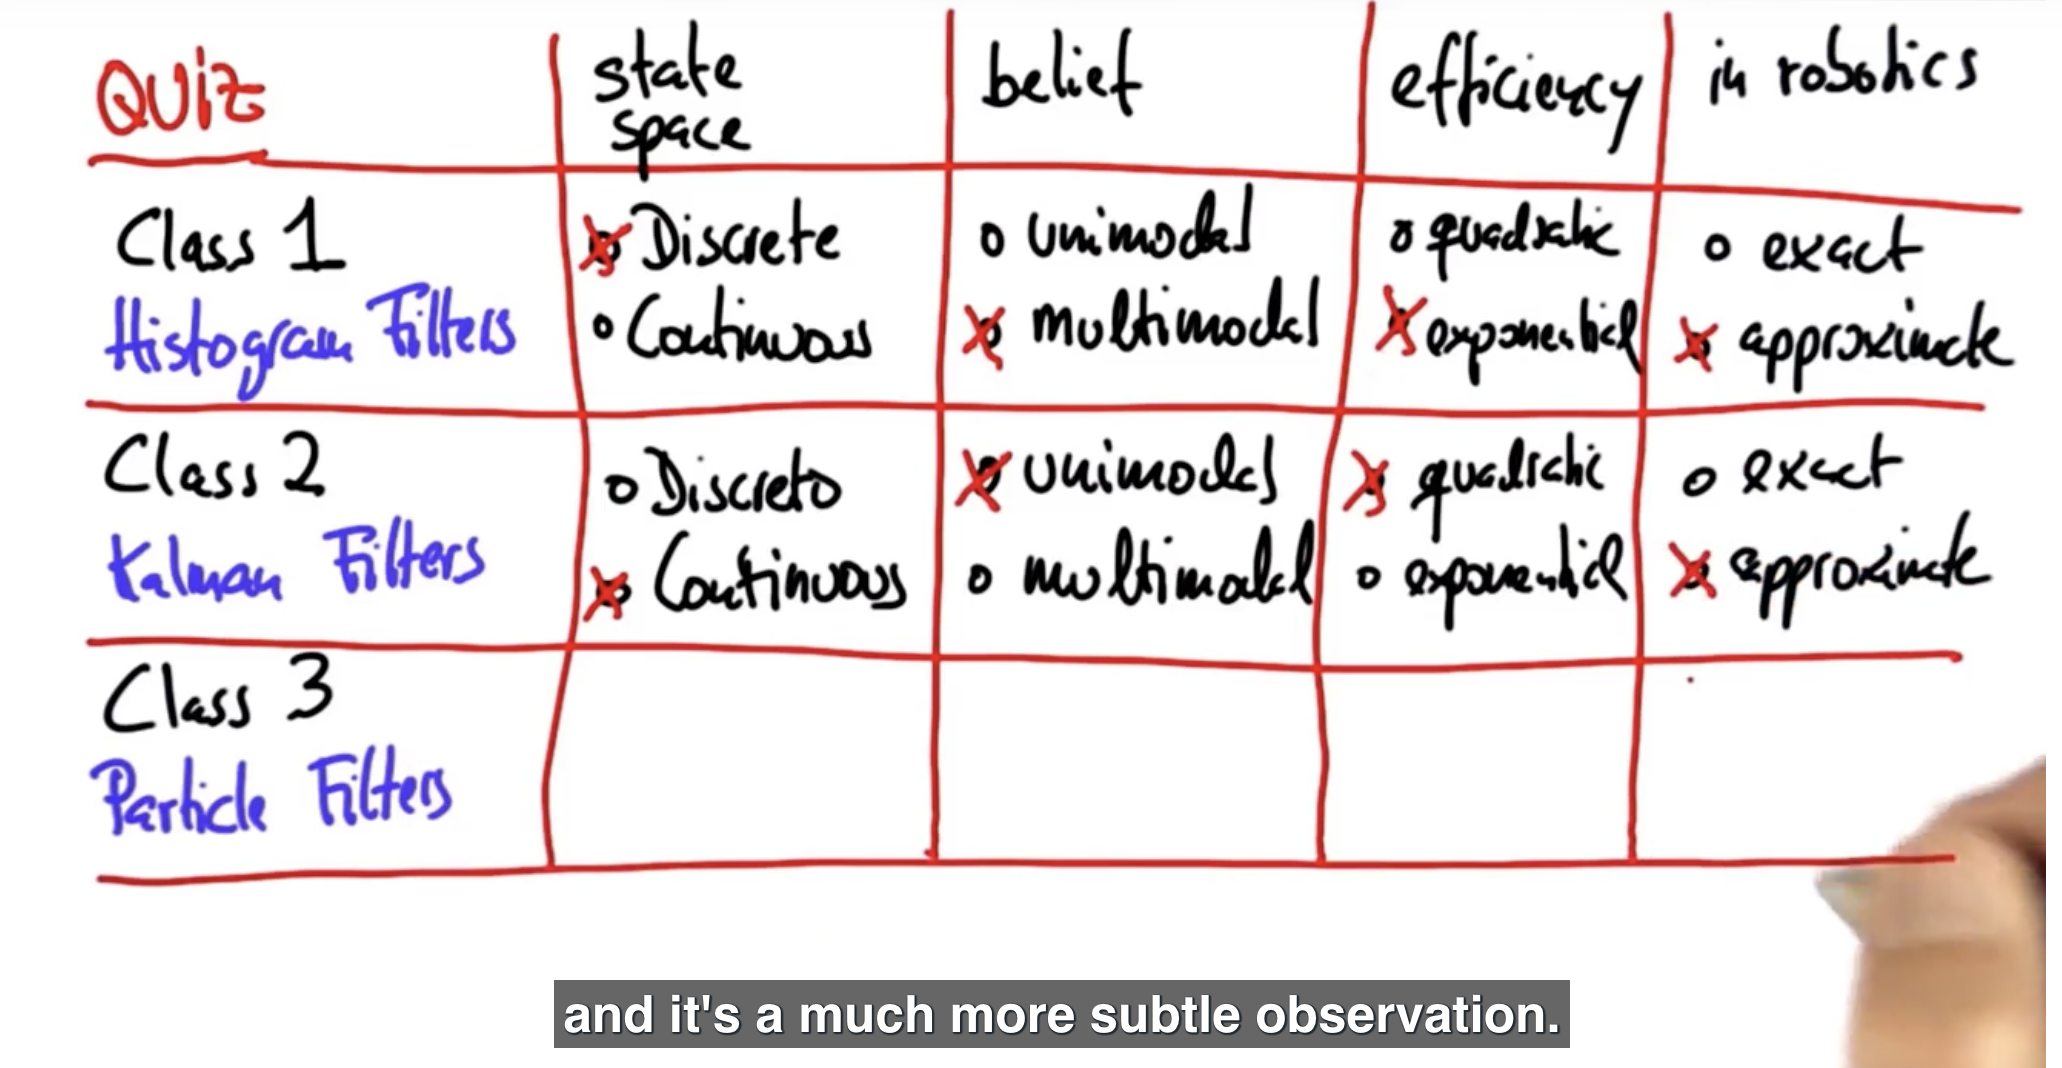 QUiz
state
space
belief
efficiency
in robotics
Class 1
Histogram Filters
Discrete
Continuous
unimodal
multimodal
quadratic
exponential
exact
approximate
Class 2
Kalman Filters
Discrete
Continuous
unimodal
multimodal
quadratic
exponential
exact
approximate
Class 3
Particle Filters
and it's a much more subtle observation.